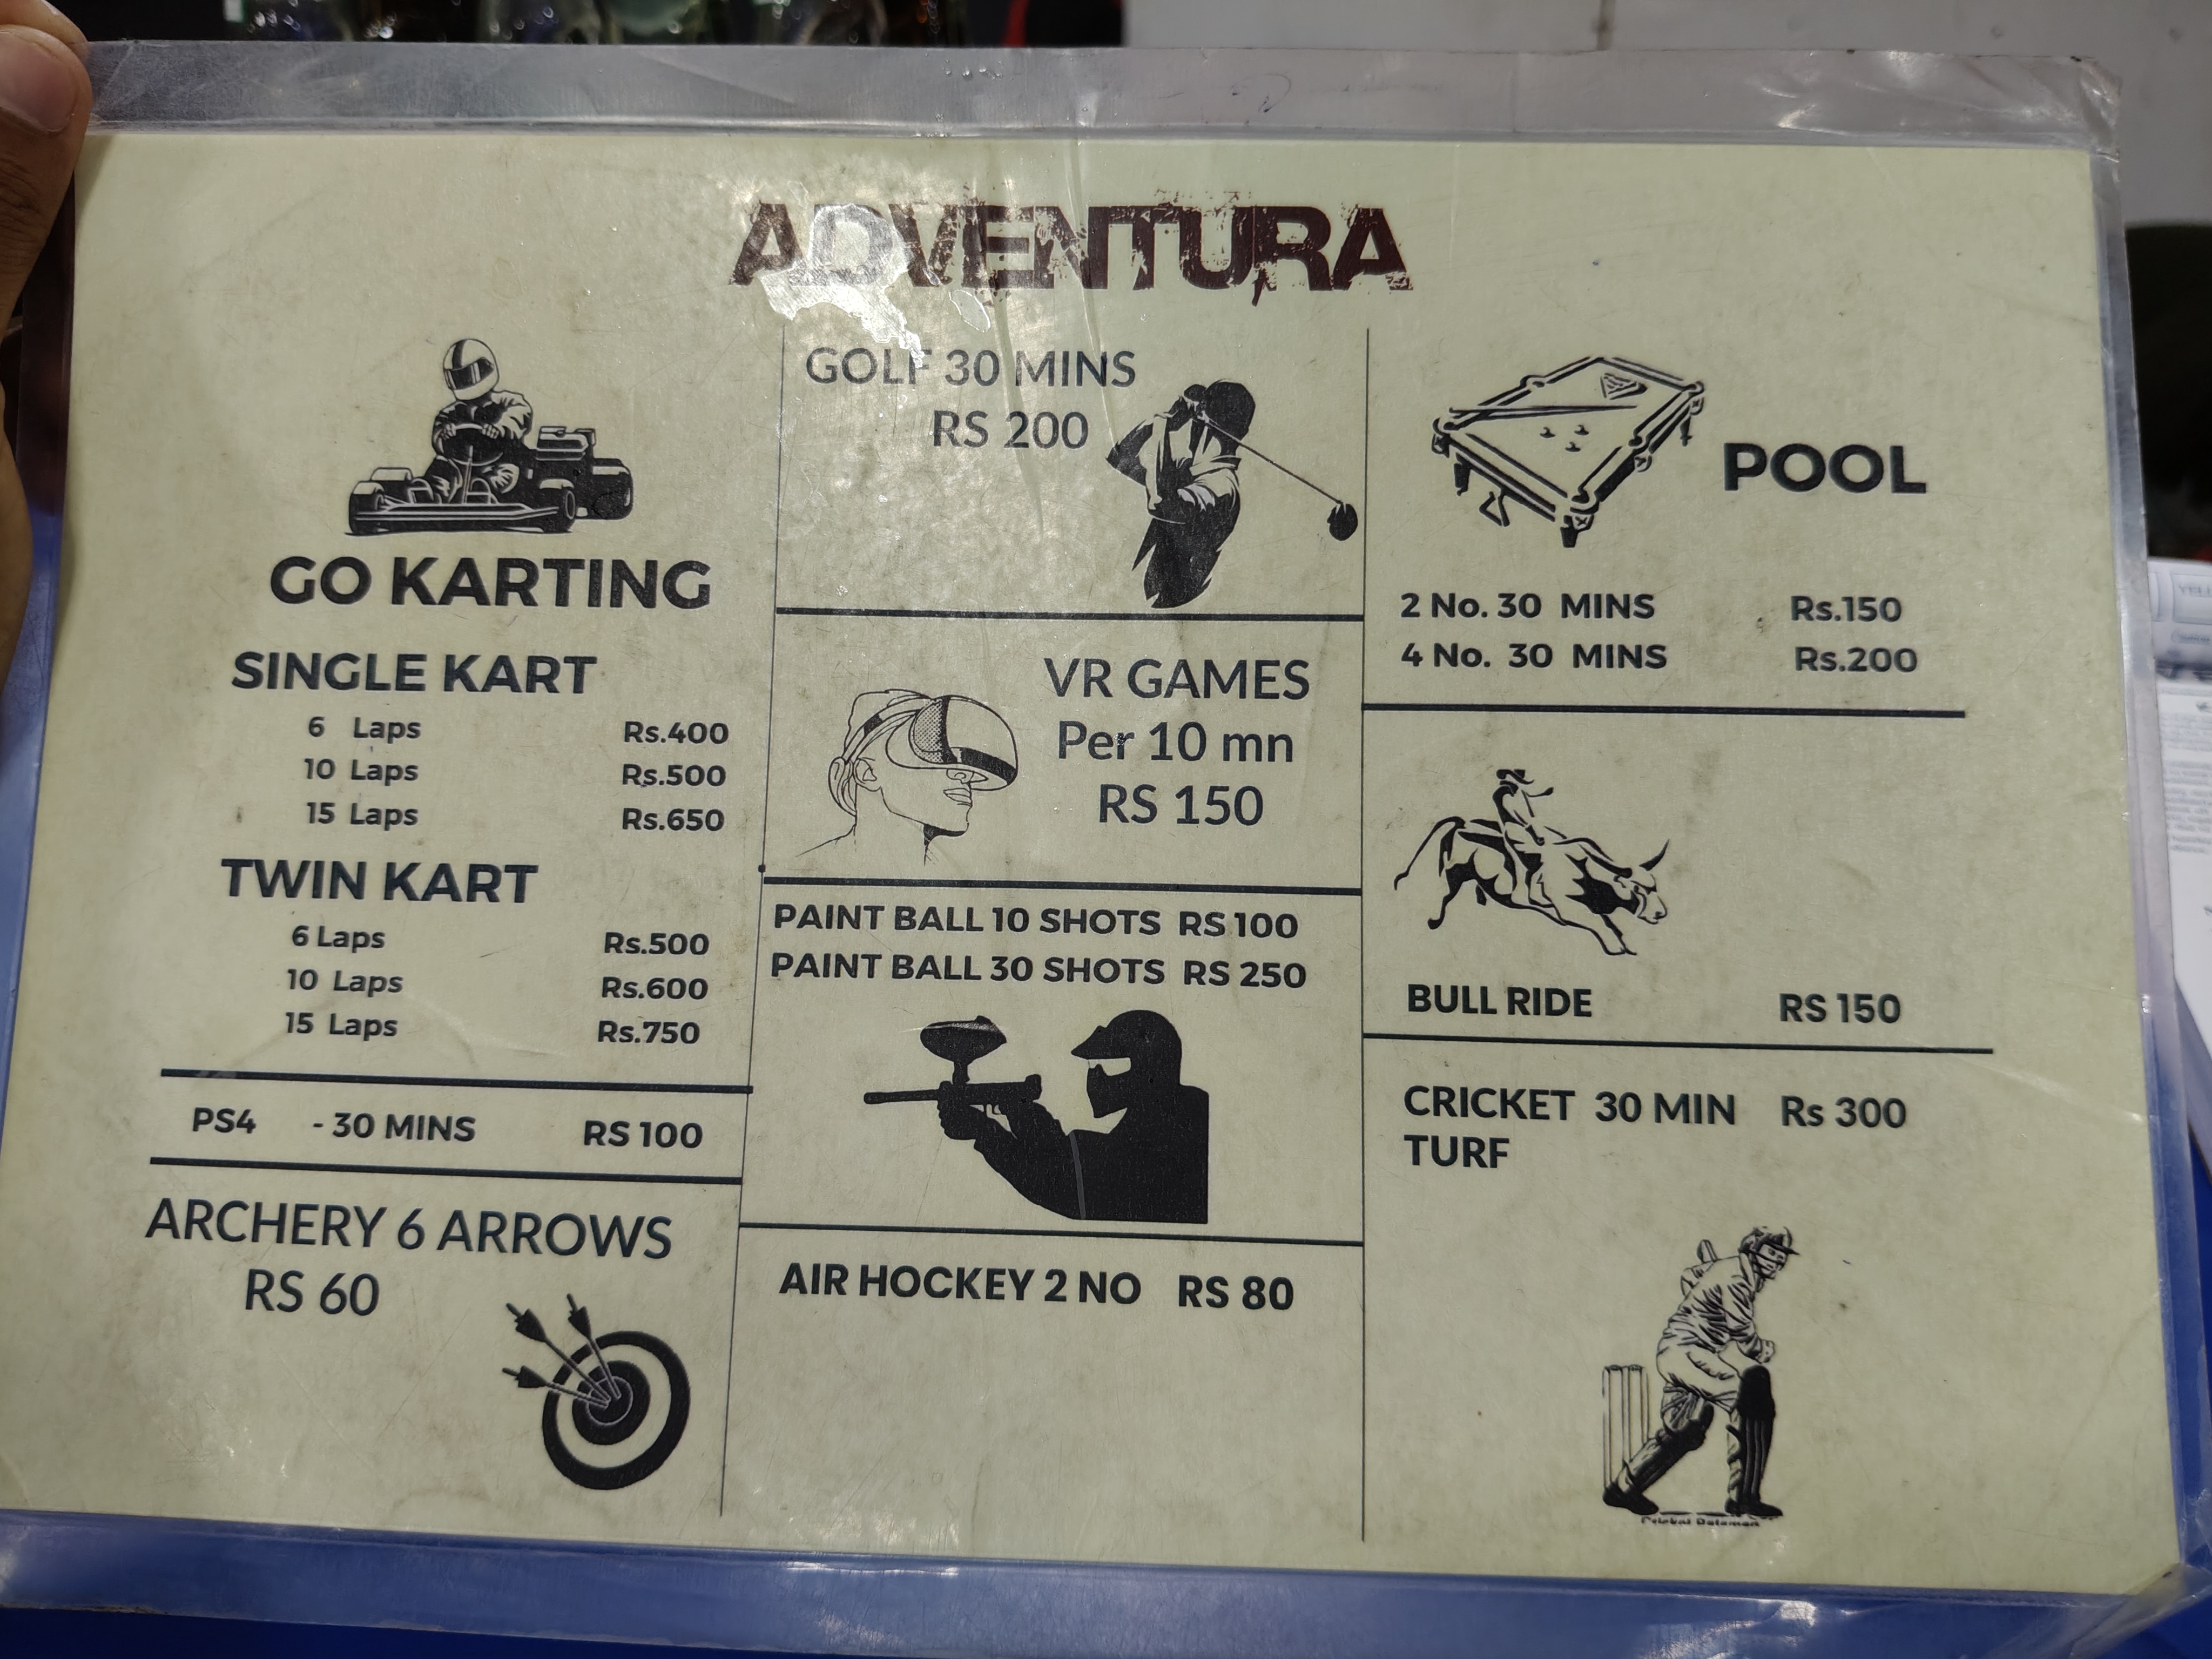 ADVENTURA
GO KARTING
SINGLE KART
6 Laps Rs.400
10 Laps Rs.500
15 Laps Rs.650
TWIN KART
6 Laps Rs.500
10 Laps Rs.600
15 Laps Rs.750
PS4 - 30 MINS RS 100
ARCHERY 6 ARROWS
RS 60
GOLF 30 MINS
RS 200
VR GAMES
Per 10 mn
RS 150
PAINT BALL 10 SHOTS RS 100
PAINT BALL 30 SHOTS RS 250
AIR HOCKEY 2 NO RS 80
POOL
2 No. 30 MINS Rs.150
4 No. 30 MINS Rs.200
BULL RIDE RS 150
CRICKET 30 MIN Rs 300
TURF